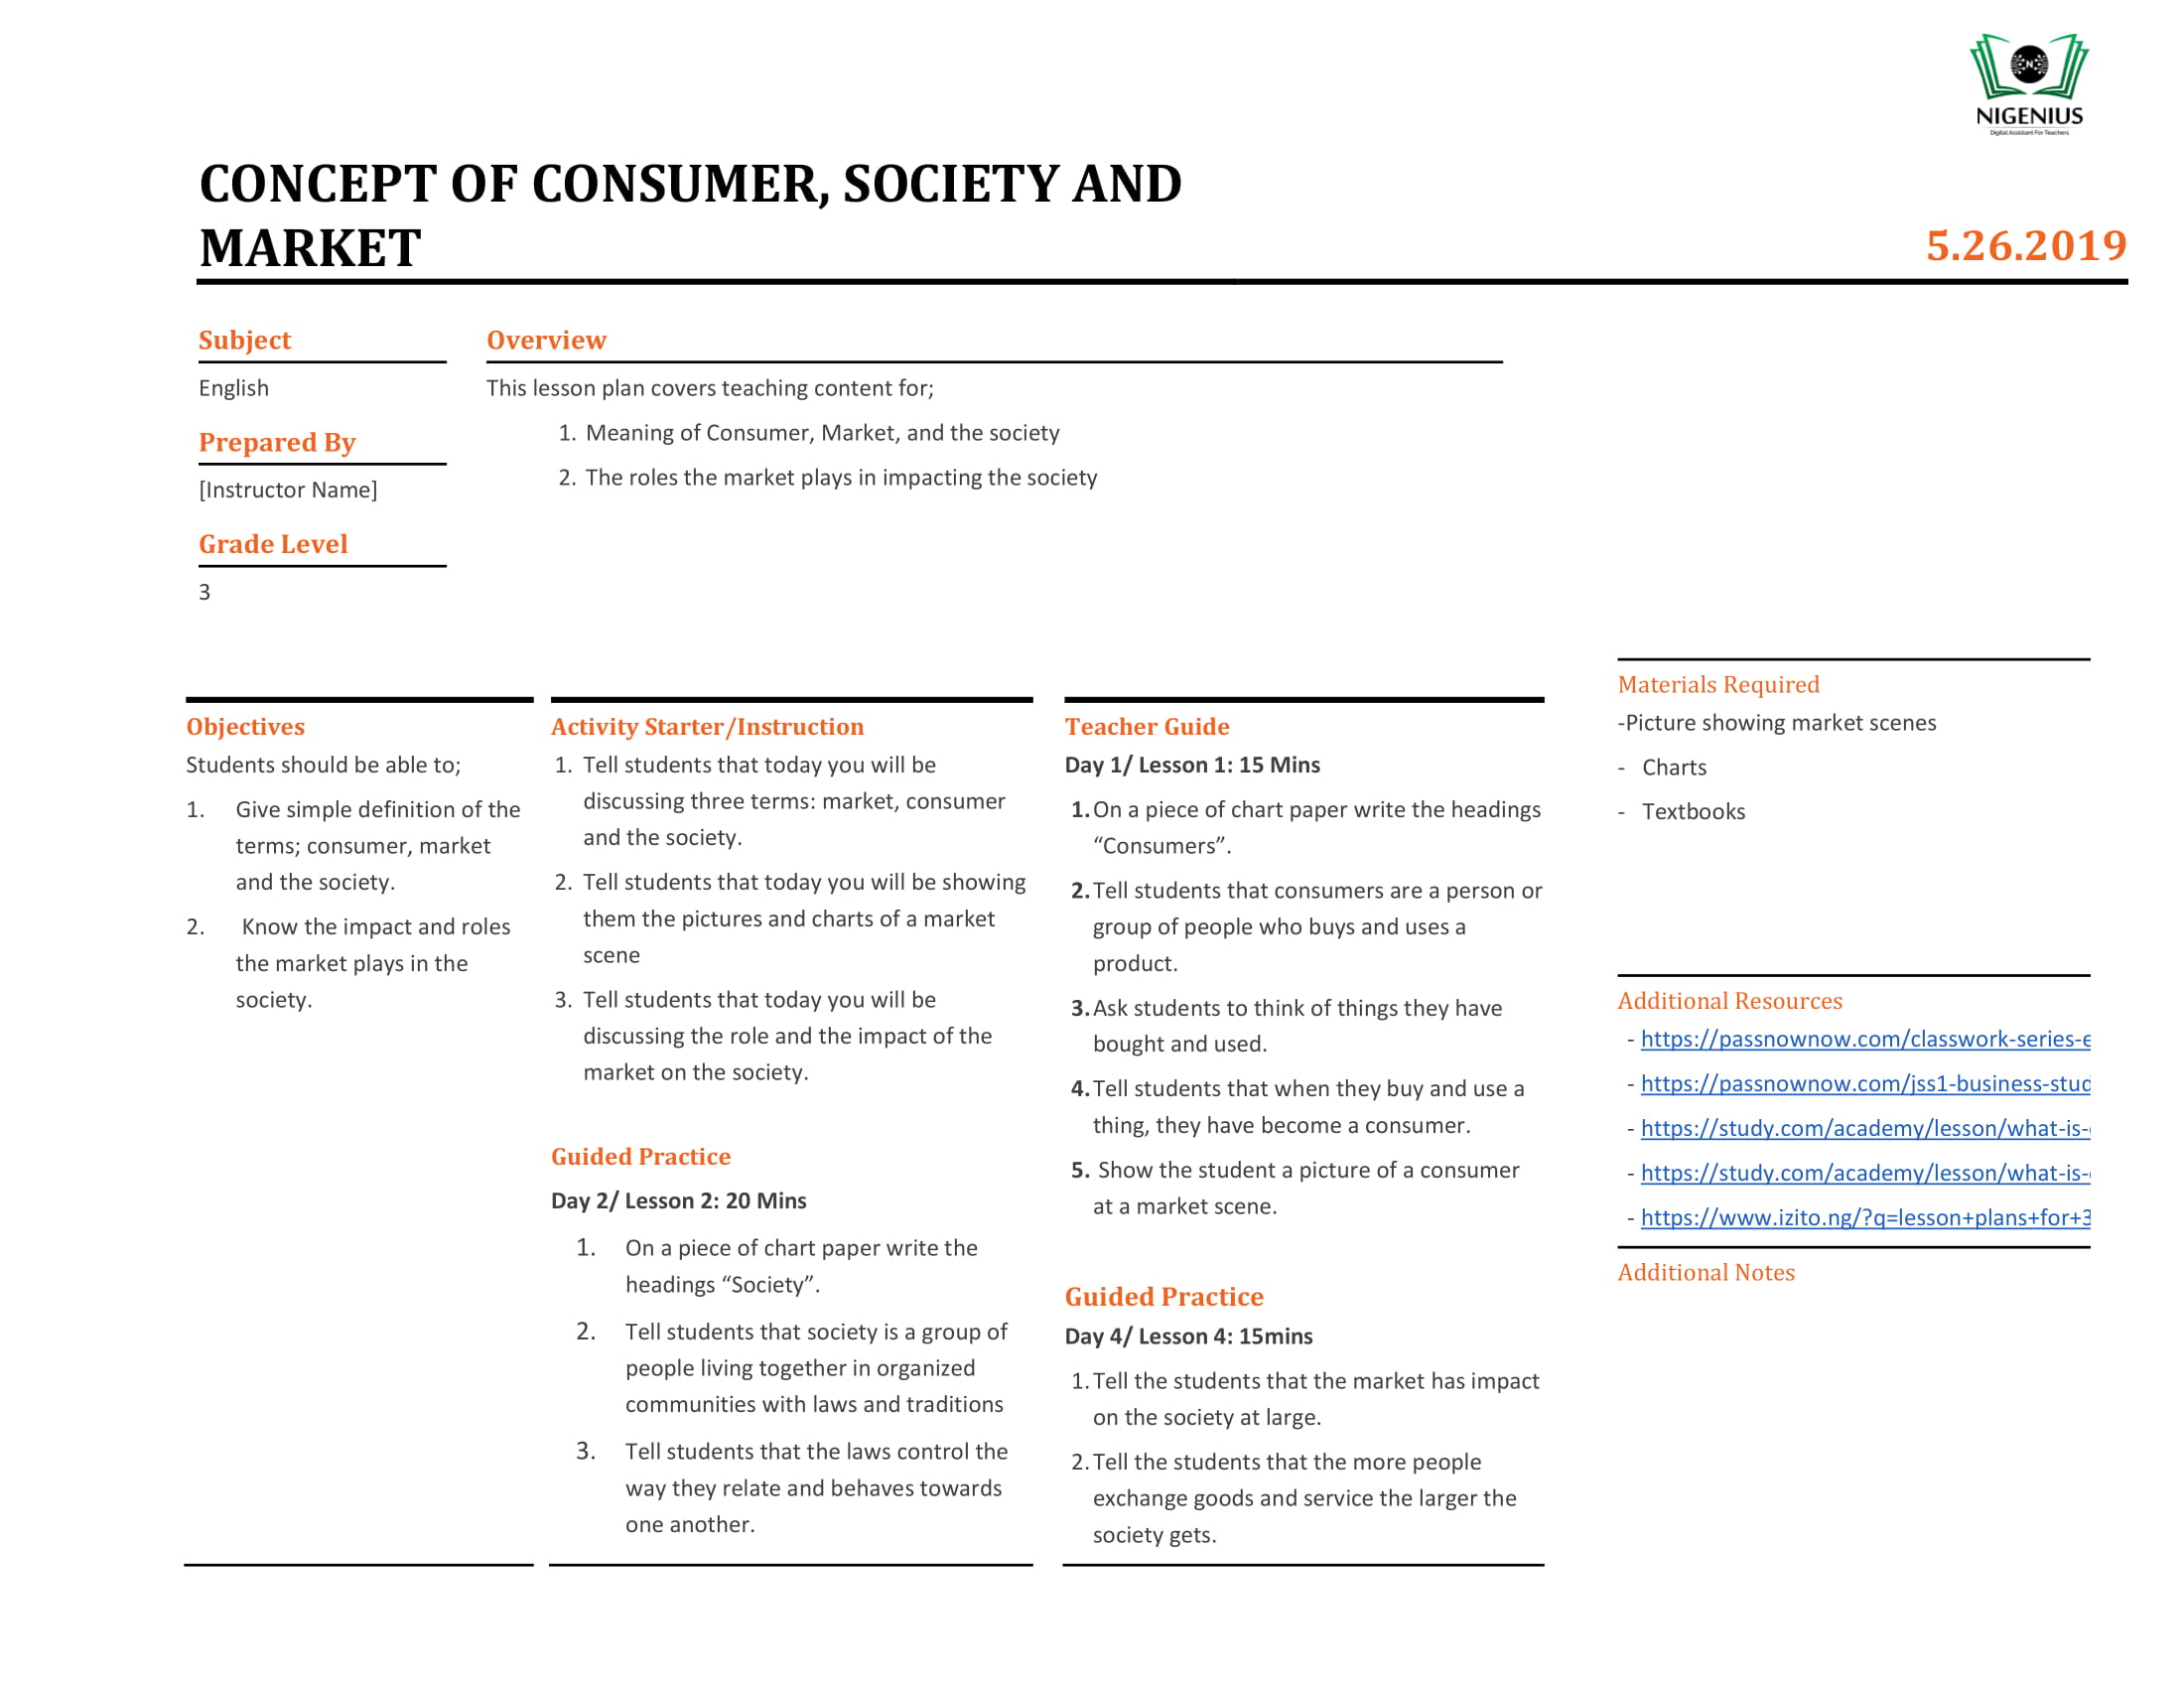 NIGENIUS
Digital Assistant For Teachers
CONCEPT OF CONSUMER, SOCIETY AND
MARKET
5.26.2019
Subject
English
Prepared By
[Instructor Name]
Grade Level
3
Overview
This lesson plan covers teaching content for;
1. Meaning of Consumer, Market, and the society
2. The roles the market plays in impacting the society
Objectives
Students should be able to;
1. Give simple definition of the
terms; consumer, market
and the society.
2. Know the impact and roles
the market plays in the
society.
Activity Starter/Instruction
1. Tell students that today you will be
discussing three terms: market, consumer
and the society.
2. Tell students that today you will be showing
them the pictures and charts of a market
scene
3. Tell students that today you will be
discussing the role and the impact of the
market on the society.
Guided Practice
Day 2/ Lesson 2: 20 Mins
1. On a piece of chart paper write the
headings “Society”.
2. Tell students that society is a group of
people living together in organized
communities with laws and traditions
3. Tell students that the laws control the
way they relate and behaves towards
one another.
Teacher Guide
Day 1/ Lesson 1: 15 Mins
1. On a piece of chart paper write the headings
“Consumers”.
2. Tell students that consumers are a person or
group of people who buys and uses a
product.
3. Ask students to think of things they have
bought and used.
4. Tell students that when they buy and use a
thing, they have become a consumer.
5. Show the student a picture of a consumer
at a market scene.
Guided Practice
Day 4/ Lesson 4: 15mins
1. Tell the students that the market has impact
on the society at large.
2. Tell the students that the more people
exchange goods and service the larger the
society gets.
Materials Required
-Picture showing market scenes
- Charts
- Textbooks
Additional Resources
- https://passnownow.com/classwork-series-e
- https://passnownow.com/jss1-business-stud
- https://study.com/academy/lesson/what-is-
- https://study.com/academy/lesson/what-is-
- https://www.izito.ng/?q=lesson+plans+for+3
Additional Notes